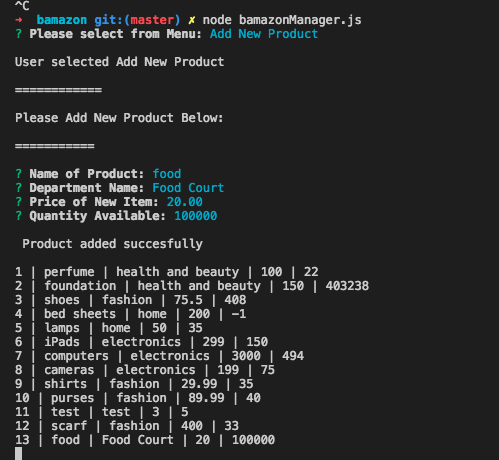 ^C
➜  bamazon git:(master) ✗ node bamazonManager.js
? Please select from Menu: Add New Product
User selected Add New Product
============
Please Add New Product Below:
===========
? Name of Product: food
? Department Name: Food Court
? Price of New Item: 20.00
? Quantity Available: 100000
Product added succesfully
1 | perfume | health and beauty | 100 | 22
2 | foundation | health and beauty | 150 | 403238
3 | shoes | fashion | 75.5 | 408
4 | bed sheets | home | 200 | -1
5 | lamps | home | 50 | 35
6 | iPads | electronics | 299 | 150
7 | computers | electronics | 3000 | 494
8 | cameras | electronics | 199 | 75
9 | shirts | fashion | 29.99 | 35
10 | purses | fashion | 89.99 | 40
11 | test | test | 3 | 5
12 | scarf | fashion | 400 | 33
13 | food | Food Court | 20 | 100000